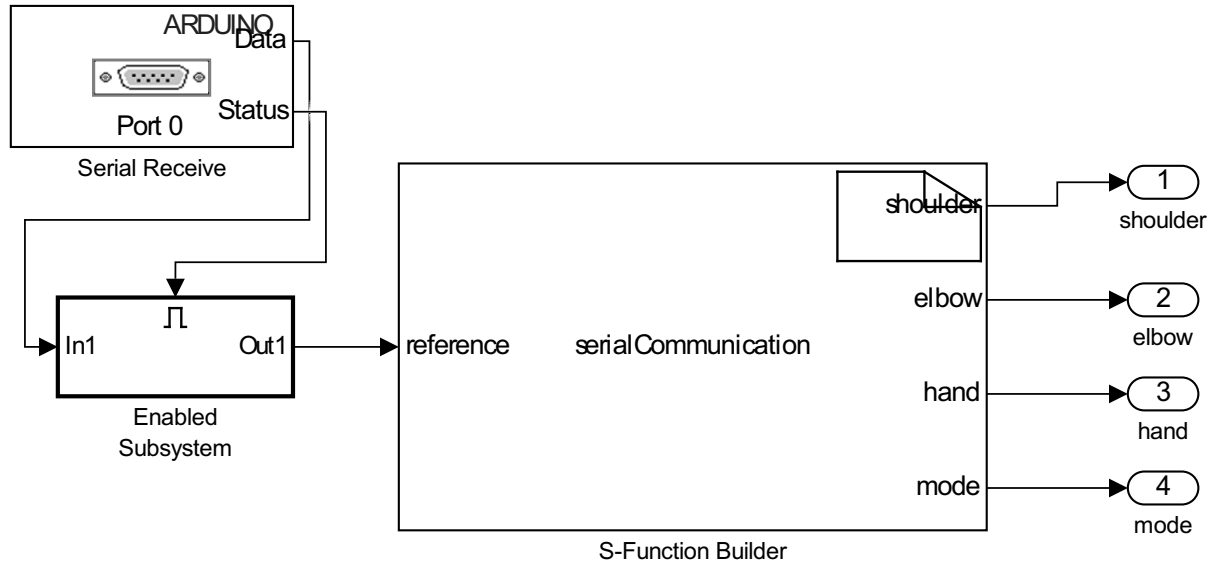 ARDUINO
Data
Status
Port 0
Serial Receive
In1
Out1
Enabled
Subsystem
reference
serialCommunication
shoulder
elbow
hand
mode
S-Function Builder
1
shoulder
2
elbow
3
hand
4
mode